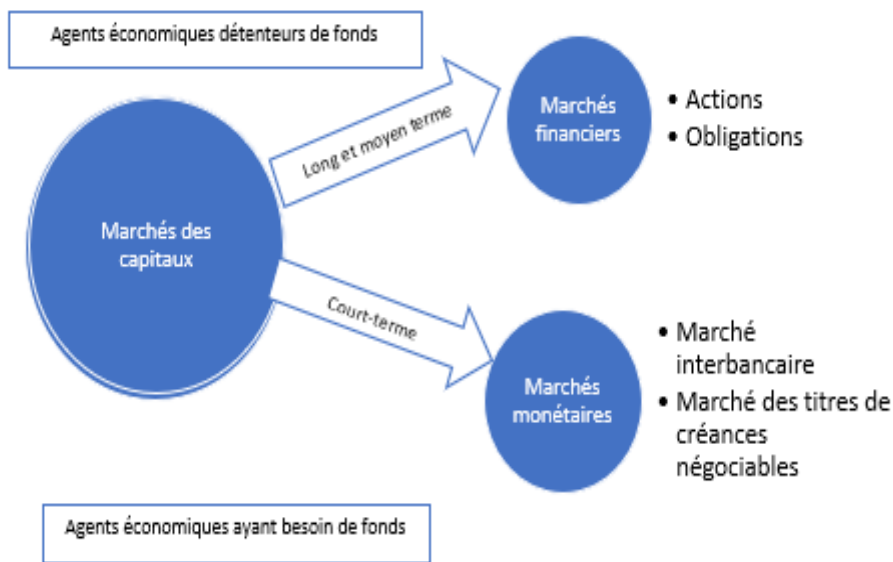 Agents économiques détenteurs de fonds
Marchés des
capitaux
Long et moyen terme
Marchés
financiers
• Actions
• Obligations
Court-terme
Marchés
monétaires
• Marché
interbancaire
• Marché des titres de
créances
négociables
Agents économiques ayant besoin de fonds